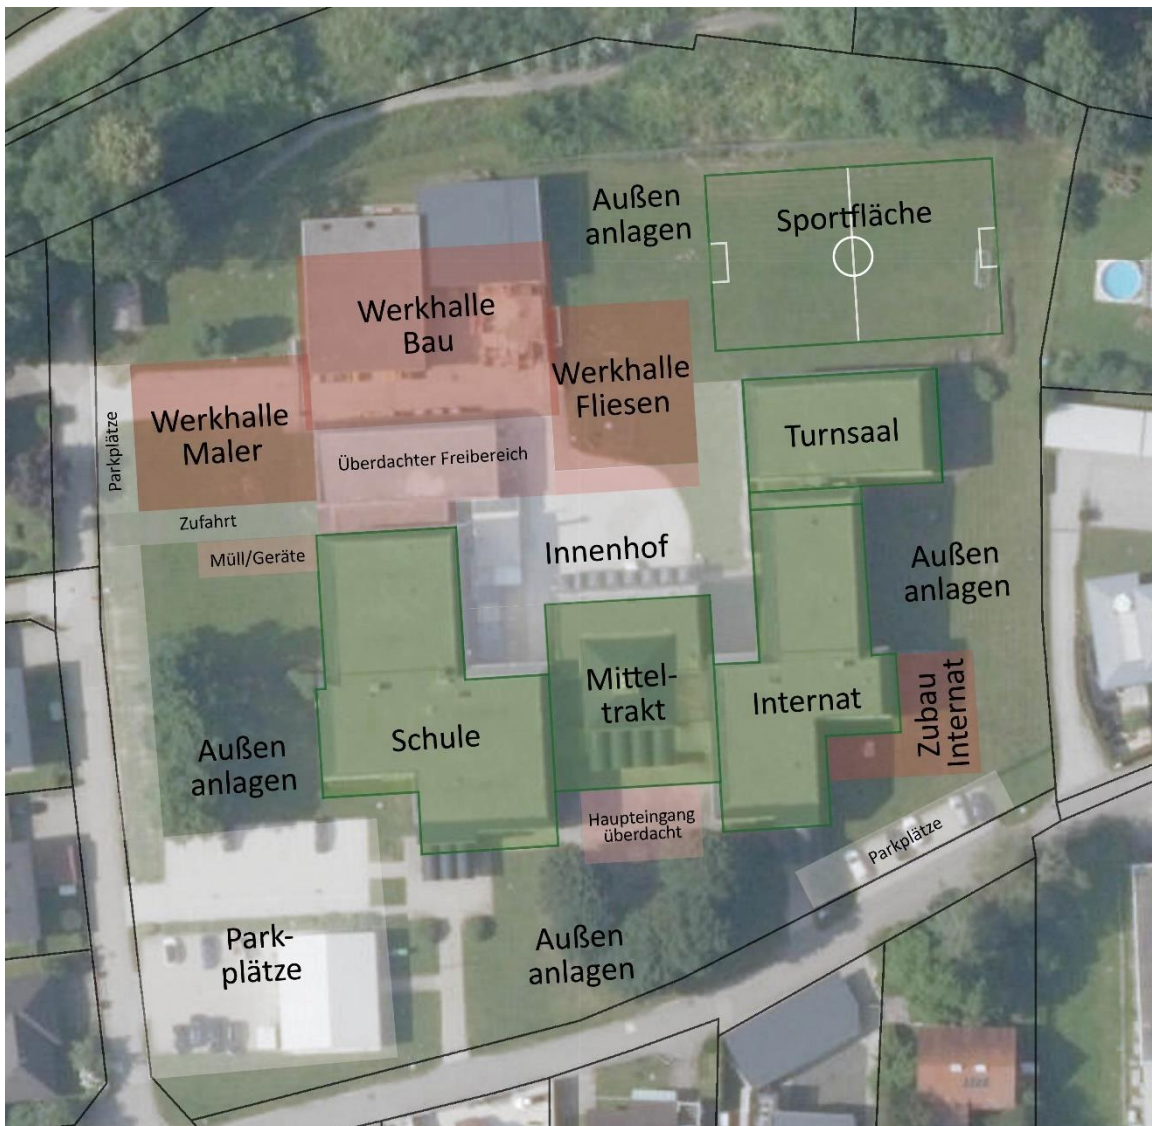 Außen
anlagen
Sportfläche
Werkhalle
Bau
Werkhalle
Fliesen
Werkhalle
Maler
Parkplätze
Turnsaal
Überdachter Freibereich
Zufahrt
Müll/Geräte
Innenhof
Außen
anlagen
Mittel-
trakt
Internat
Zubau
Internat
Schule
Außen
anlagen
Haupteingang
überdacht
Parkplätze
Park-
plätze
Außen
anlagen